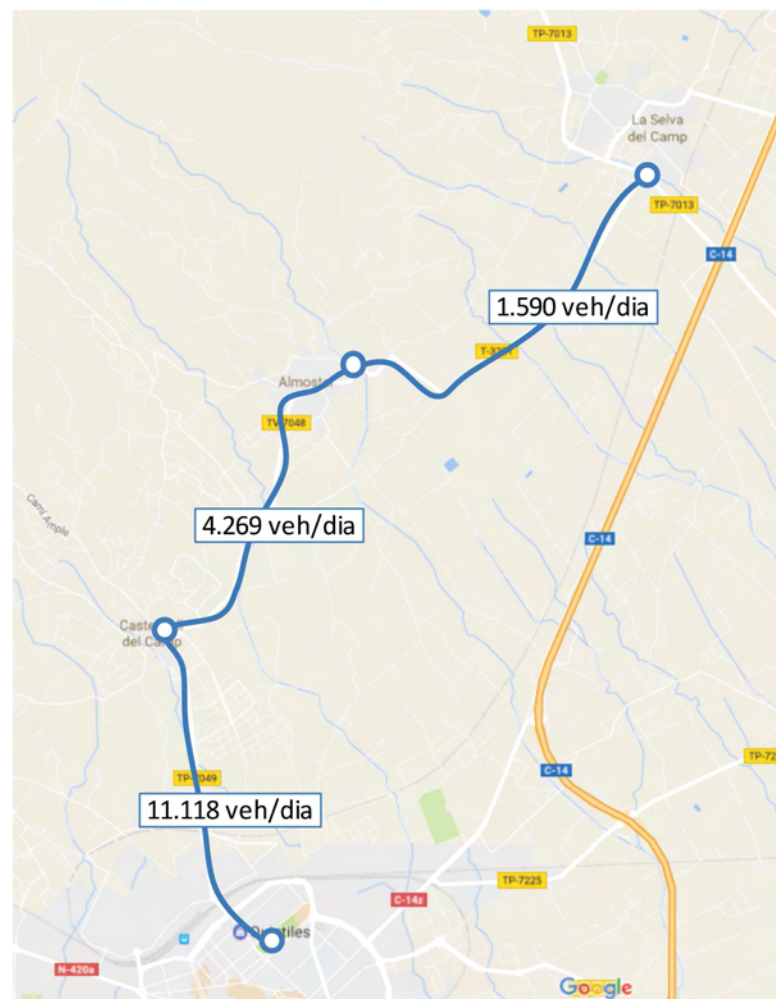 TP-7013
La Selva
del Camp
TP-7013
C-14
1.590 veh/dia
Almoster
TV-7048
C-14
4.269 veh/dia
Camí Ample
del Camp
C-14
TP-7049
11.118 veh/dia
TP-7225
C-14z
N-420a
Google